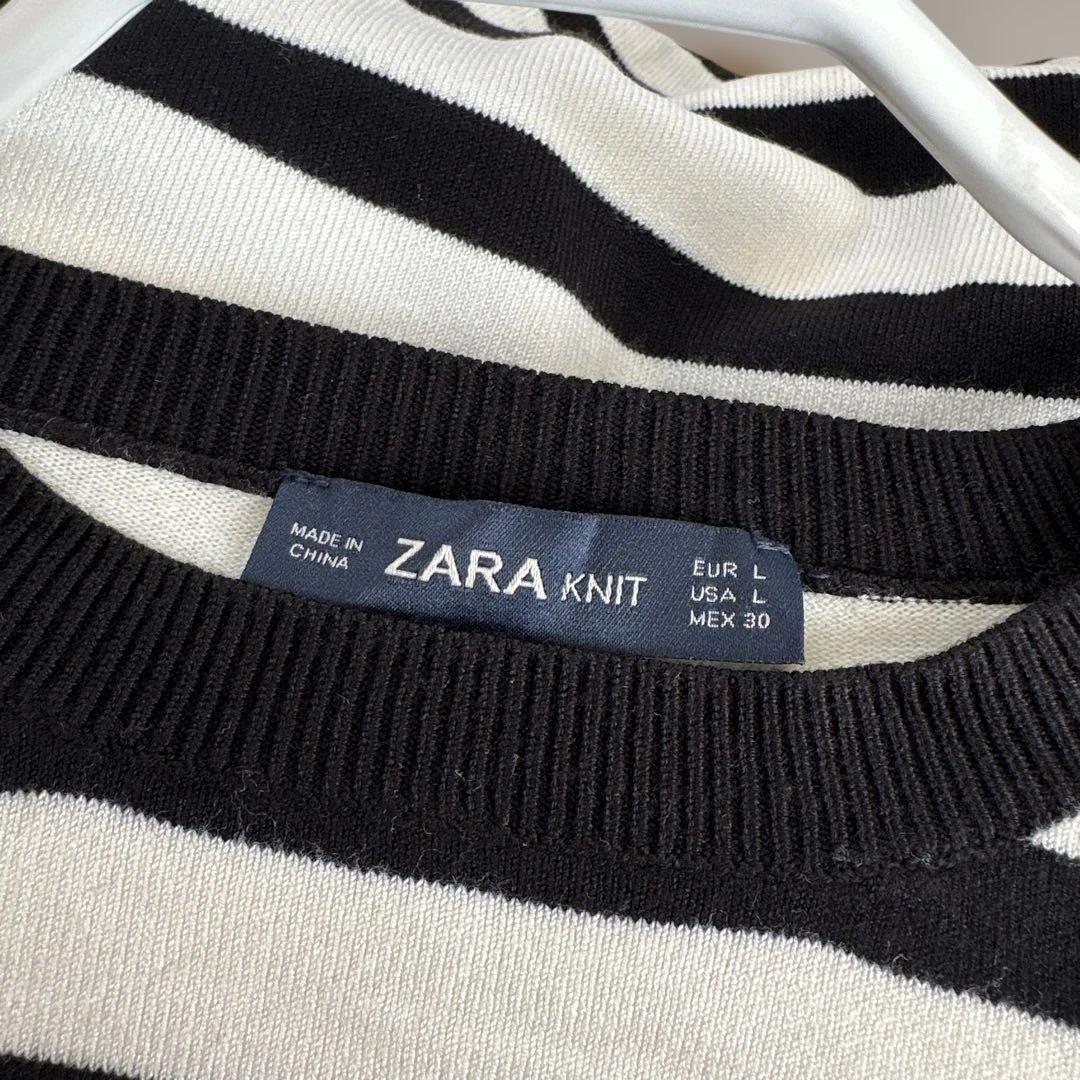 MADE IN
CHINA
ZARA KNIT
EUR L
USA L
MEX 30